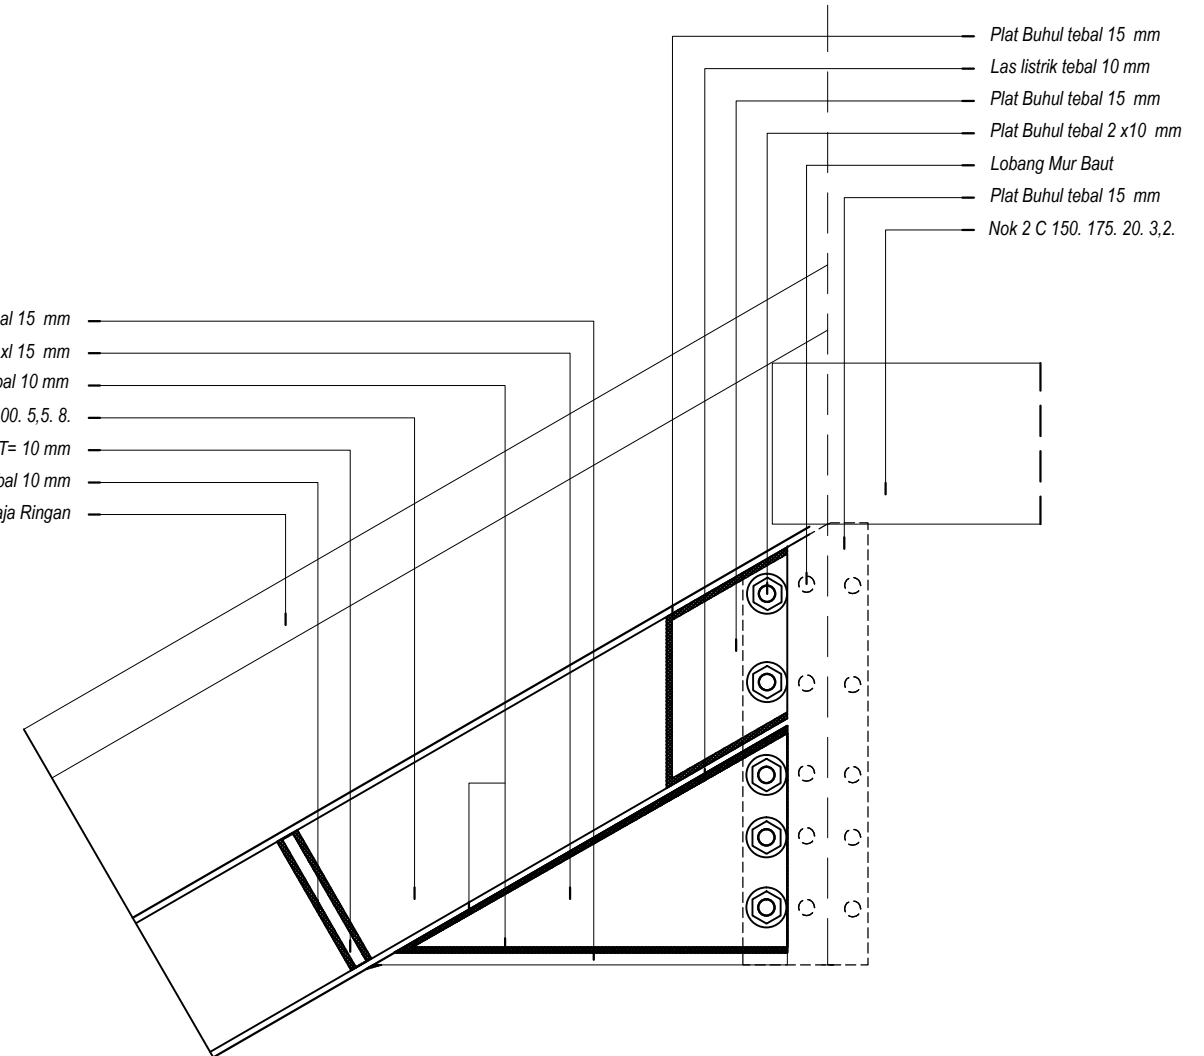 Plat Buhul tebal 15 mm
Las listrik tebal 10 mm
Plat Buhul tebal 15 mm
Plat Buhul tebal 2 x10 mm
Lobang Mur Baut
Plat Buhul tebal 15 mm
Nok 2 C 150. 175. 20. 3,2.
al 15 mm
xl 15 mm
bal 10 mm
00. 5,5. 8.
T= 10 mm
bal 10 mm
aja Ringan